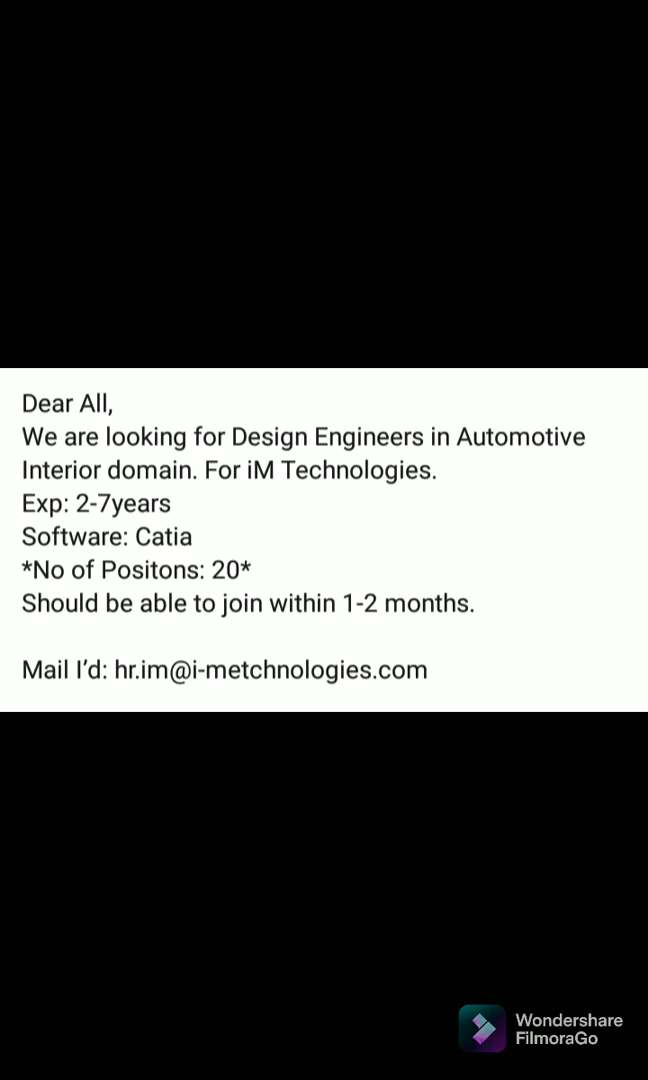 Dear All,
We are looking for Design Engineers in Automotive
Interior domain. For iM Technologies.
Exp: 2-7years
Software: Catia
*No of Positons: 20*
Should be able to join within 1-2 months.
Mail I’d: hr.im@i-metchnologies.com
Wondershare
FilmoraGo